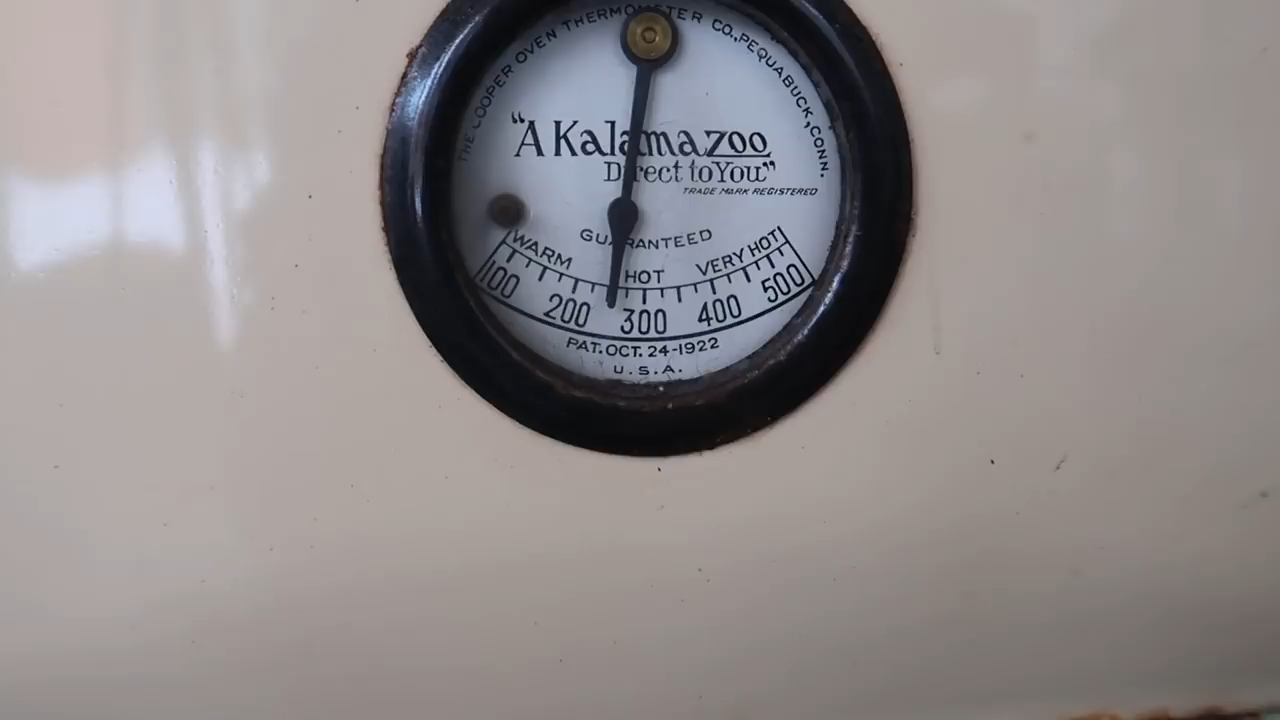 THE COOPER OVEN THERMOMETER CO., PEQUABUCK, CONN.
"A Kalamazoo
Direct to You"
TRADE MARK REGISTERED
GUARANTEED
WARM HOT VERY HOT
100 200 300 400 500
PAT. OCT. 24-1922
U.S.A.